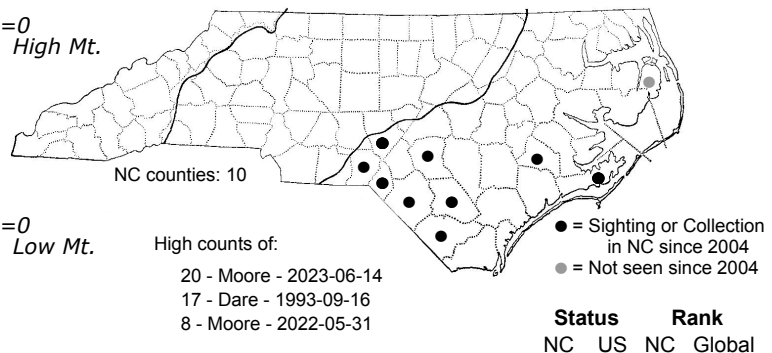 =0
High Mt.
NC counties: 10
=0
Low Mt.
High counts of:
20 - Moore - 2023-06-14
17 - Dare - 1993-09-16
8 - Moore - 2022-05-31
= Sighting or Collection
in NC since 2004
= Not seen since 2004
Status Rank
NC US NC Global